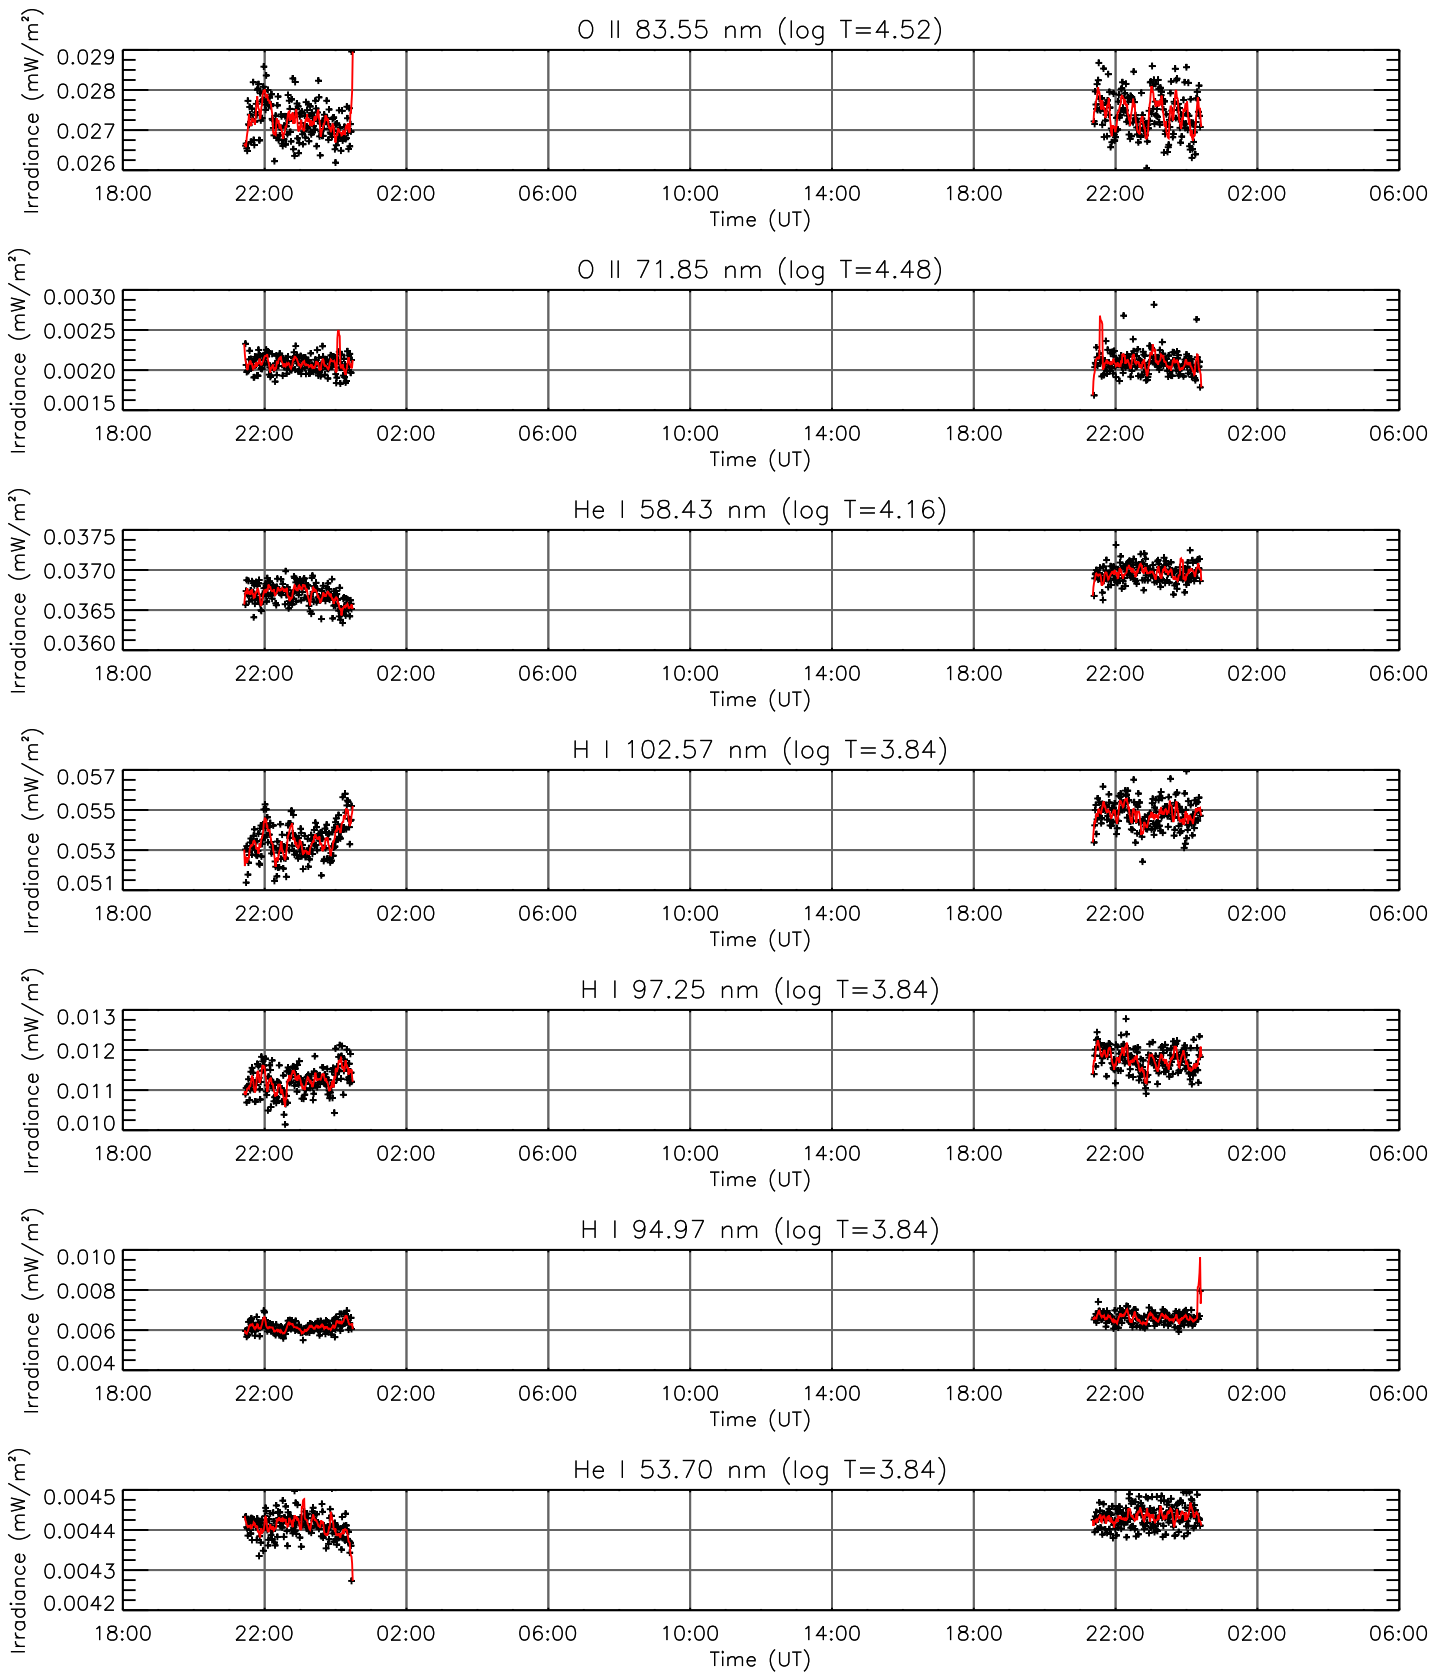 O II 83.55 nm (log T=4.52)
Irradiance (mW/m²)
0.029
0.028
0.027
0.026
18:00 22:00 02:00 06:00 10:00 14:00 18:00 22:00 02:00 06:00
Time (UT)
O II 71.85 nm (log T=4.48)
Irradiance (mW/m²)
0.0030
0.0025
0.0020
0.0015
18:00 22:00 02:00 06:00 10:00 14:00 18:00 22:00 02:00 06:00
Time (UT)
He I 58.43 nm (log T=4.16)
Irradiance (mW/m²)
0.0375
0.0370
0.0365
0.0360
18:00 22:00 02:00 06:00 10:00 14:00 18:00 22:00 02:00 06:00
Time (UT)
H I 102.57 nm (log T=3.84)
Irradiance (mW/m²)
0.057
0.055
0.053
0.051
18:00 22:00 02:00 06:00 10:00 14:00 18:00 22:00 02:00 06:00
Time (UT)
H I 97.25 nm (log T=3.84)
Irradiance (mW/m²)
0.013
0.012
0.011
0.010
18:00 22:00 02:00 06:00 10:00 14:00 18:00 22:00 02:00 06:00
Time (UT)
H I 94.97 nm (log T=3.84)
Irradiance (mW/m²)
0.010
0.008
0.006
0.004
18:00 22:00 02:00 06:00 10:00 14:00 18:00 22:00 02:00 06:00
Time (UT)
He I 53.70 nm (log T=3.84)
Irradiance (mW/m²)
0.0045
0.0044
0.0043
0.0042
18:00 22:00 02:00 06:00 10:00 14:00 18:00 22:00 02:00 06:00
Time (UT)